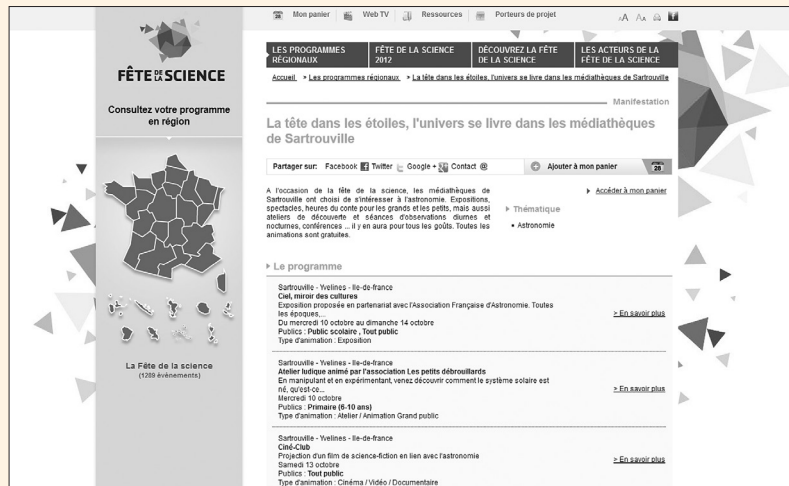 Mon panier Web TV Ressources Porteurs de projet AA AA
FÊTE DE LA SCIENCE
Consultez votre programme
en région
La Fête de la science
(1289 évènements)
LES PROGRAMMES
RÉGIONAUX
FÊTE DE LA SCIENCE
2012
DÉCOUVREZ LA FÊTE
DE LA SCIENCE
LES ACTEURS DE LA
FÊTE DE LA SCIENCE
Accueil > Les programmes régionaux > La tête dans les étoiles, l'univers se livre dans les médiathèques de Sartrouville
Manifestation
La tête dans les étoiles, l'univers se livre dans les médiathèques
de Sartrouville
Partager sur: Facebook Twitter Google + Contact @ Ajouter à mon panier 28
A l'occasion de la fête de la science, les médiathèques de
Sartrouville ont choisi de s'intéresser à l'astronomie. Expositions,
spectacles, heures du conte pour les grands et les petits, mais aussi
ateliers de découverte et séances d'observations diurnes et
nocturnes, conférences ... il y en aura pour tous les goûts. Toutes les
animations sont gratuites.
Accéder à mon panier
Thématique
Astronomie
Le programme
Sartrouville - Yvelines - Ile-de-france
Ciel, miroir des cultures
Exposition proposée en partenariat avec l'Association Française d'Astronomie. Toutes
les époques,...
Du mercredi 10 octobre au dimanche 14 octobre
Publics : Public scolaire , Tout public
Type d'animation : Exposition
> En savoir plus
Sartrouville - Yvelines - Ile-de-france
Atelier ludique animé par l'association Les petits débrouillards
En manipulant et en expérimentant, venez découvrir comment le système solaire est
né, qu'est-ce...
Mercredi 10 octobre
Publics : Primaire (6-10 ans)
Type d'animation : Atelier / Animation Grand public
> En savoir plus
Sartrouville - Yvelines - Ile-de-france
Ciné-Club
Projection d'un film de science-fiction en lien avec l'astronomie
Samedi 13 octobre
Publics : Tout public
Type d'animation : Cinéma / Vidéo / Documentaire
> En savoir plus